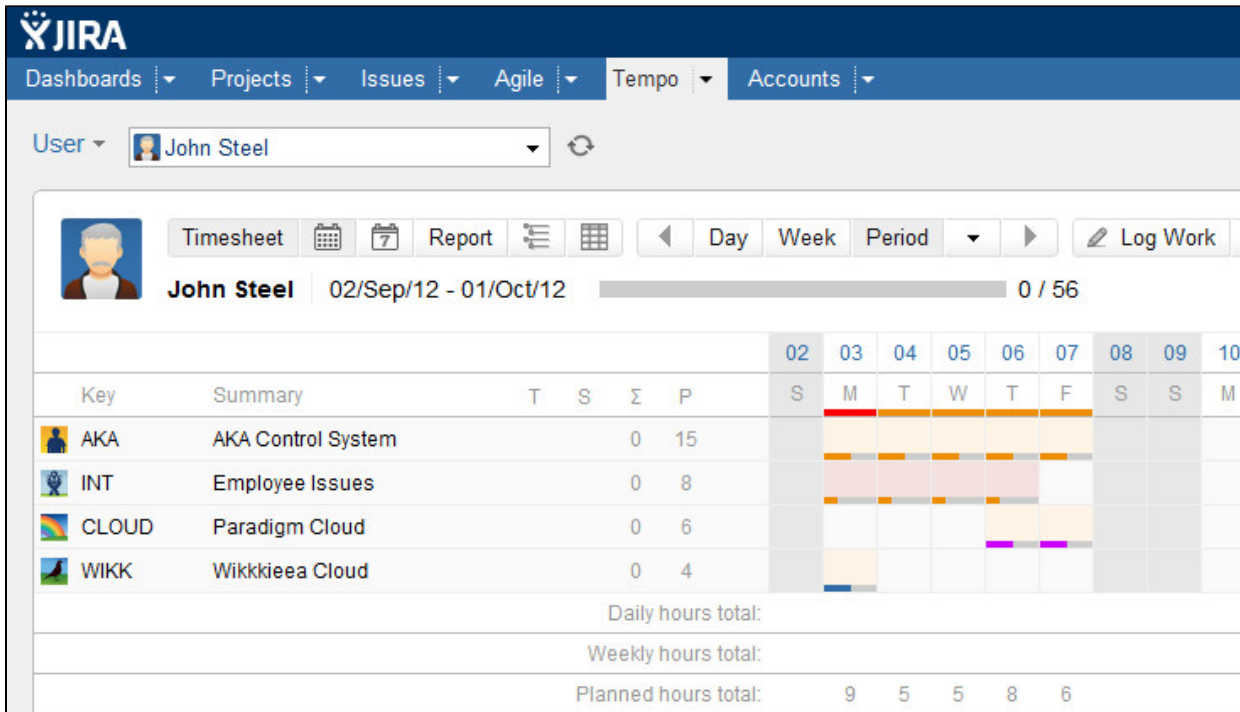 JIRA
Dashboards Projects Issues Agile Tempo Accounts
User John Steel
Timesheet 7 Report Day Week Period Log Work
John Steel 02/Sep/12 - 01/Oct/12 0 / 56
02 03 04 05 06 07 08 09 10
Key Summary T S Σ P S M T W T F S S M
AKA AKA Control System 0 15
INT Employee Issues 0 8
CLOUD Paradigm Cloud 0 6
WIKK Wikkkieea Cloud 0 4
Daily hours total:
Weekly hours total:
Planned hours total: 9 5 5 8 6